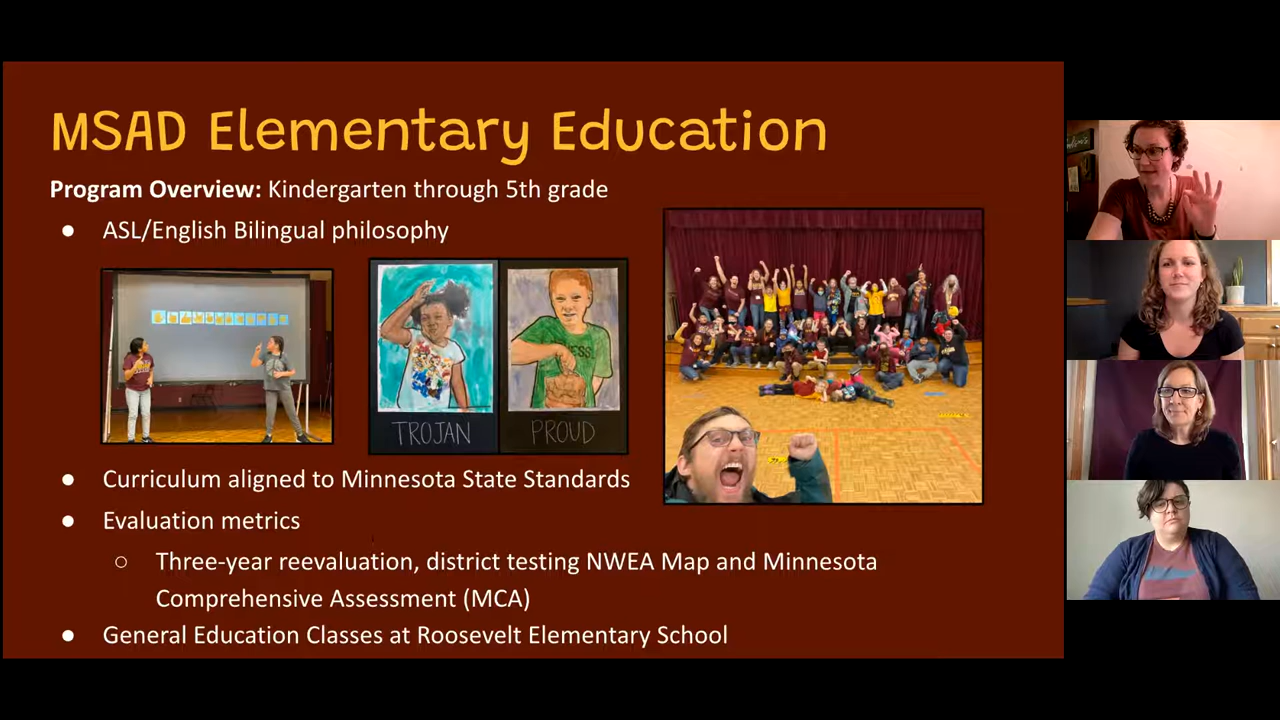 MSAD Elementary Education
Program Overview: Kindergarten through 5th grade
● ASL/English Bilingual philosophy
TROJAN
PROUD
● Curriculum aligned to Minnesota State Standards
● Evaluation metrics
○ Three-year reevaluation, district testing NWEA Map and Minnesota
Comprehensive Assessment (MCA)
● General Education Classes at Roosevelt Elementary School